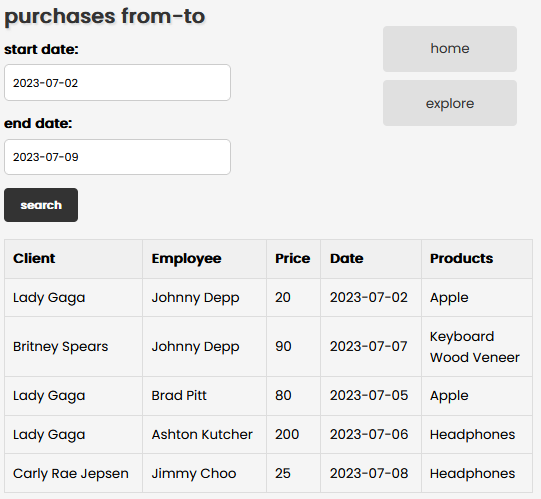 purchases from-to
home
explore
start date:
2023-07-02
end date:
2023-07-09
search
Client Employee Price Date Products
Lady Gaga Johnny Depp 20 2023-07-02 Apple
Britney Spears Johnny Depp 90 2023-07-07 Keyboard
Wood Veneer
Lady Gaga Brad Pitt 80 2023-07-05 Apple
Lady Gaga Ashton Kutcher 200 2023-07-06 Headphones
Carly Rae Jepsen Jimmy Choo 25 2023-07-08 Headphones